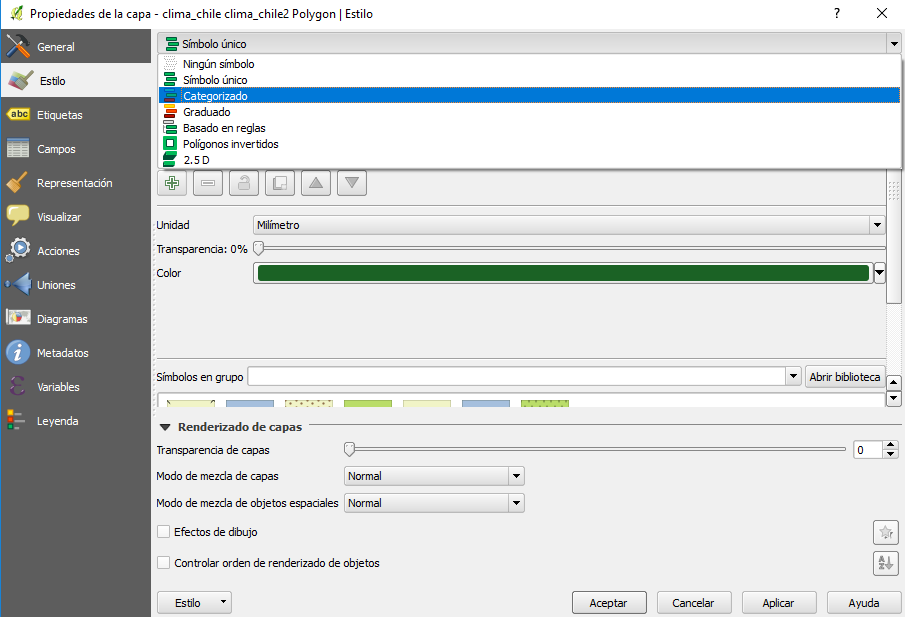 Propiedades de la capa - clima_chile clima_chile2 Polygon | Estilo
?
General
Estilo
abc Etiquetas
Campos
Representación
Visualizar
Acciones
Uniones
Diagramas
Metadatos
Variables
Leyenda
Símbolo único
Ningún símbolo
Símbolo único
Categorizado
Graduado
Basado en reglas
Polígonos invertidos
2.5 D
Unidad Milímetro
Transparencia: 0%
Color
Símbolos en grupo Abrir biblioteca
Renderizado de capas
Transparencia de capas 0
Modo de mezcla de capas Normal
Modo de mezcla de objetos espaciales Normal
Efectos de dibujo
Controlar orden de renderizado de objetos
Estilo Aceptar Cancelar Aplicar Ayuda